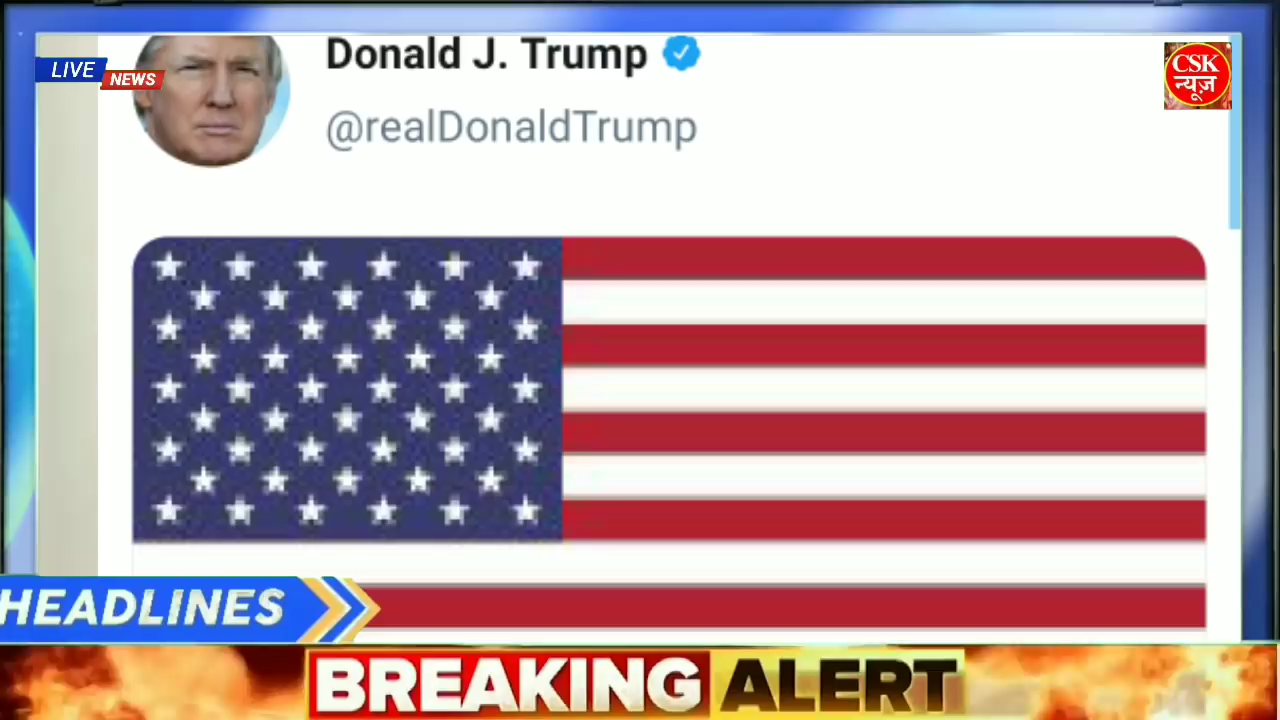 Donald J. Trump
@realDonaldTrump
LIVE
NEWS
CSK
न्यूज़
HEADLINES
BREAKING ALERT